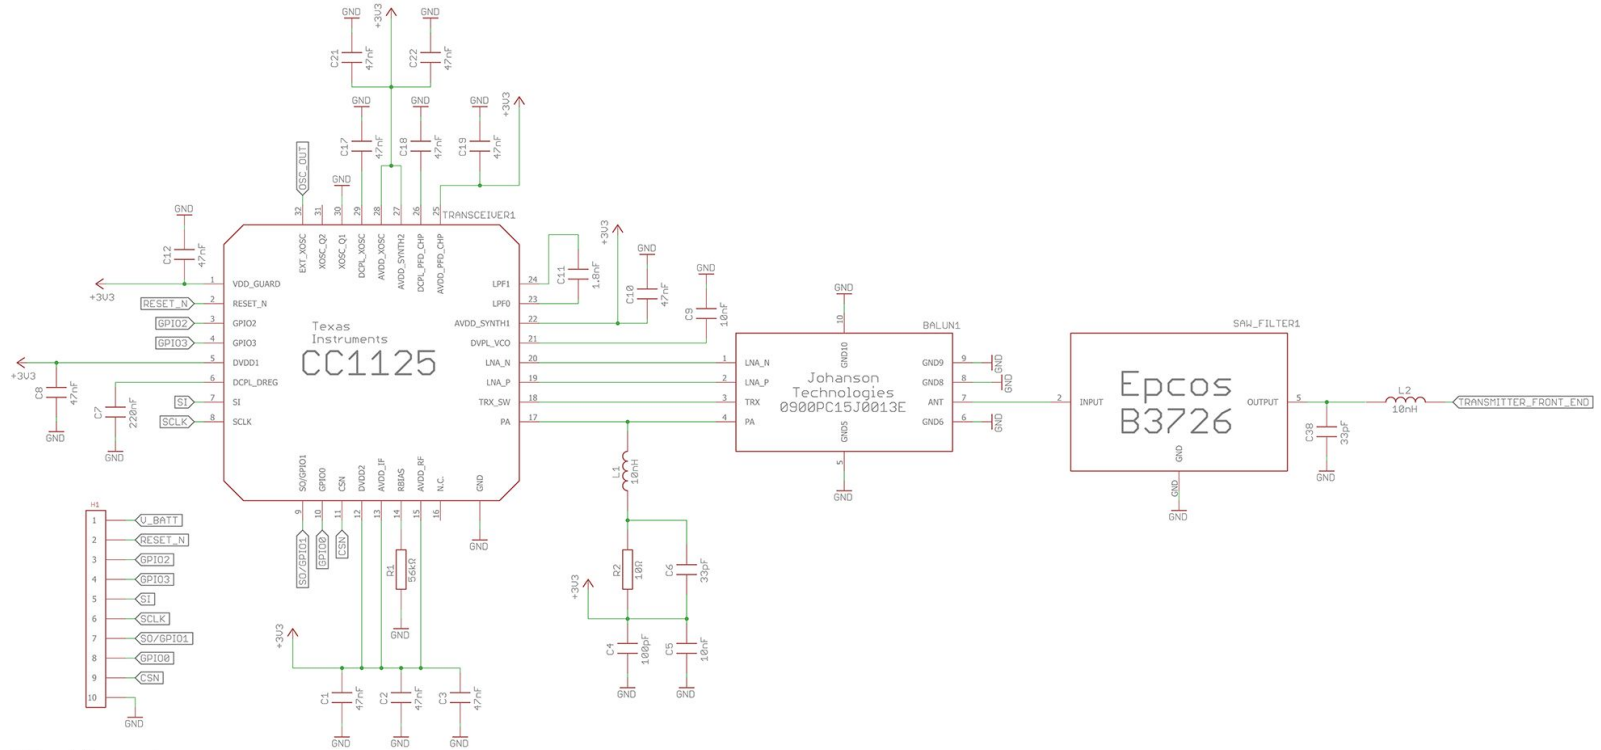 GND
+3V3
GND
C21
47nF
C22
47nF
GND
GND
GND
+3V3
C17
47nF
C18
47nF
C19
47nF
OSC_OUT
GND
GND
C12
47nF
32
31
30
29
28
27
26
25
TRANSCEIVER1
EXT_XOSC
XOSC_Q2
XOSC_Q1
DCPL_XOSC
AVDD_XOSC
AVDD_SYNTH2
DCPL_PFD_CHP
AVDD_PFD_CHP
+3V3
1
VDD_GUARD
RESET_N
2
RESET_N
GPIO2
3
GPIO2
GPIO3
4
GPIO3
+3V3
5
DVDD1
6
DCPL_DREG
SI
7
SI
SCLK
8
SCLK
C8
47nF
GND
C7
220nF
GND
Texas
Instruments
CC1125
LPF1
24
LPF0
23
AVDD_SYNTH1
22
DVPL_VCO
21
LNA_N
20
LNA_P
19
TRX_SW
18
PA
17
C11
1.8nF
+3V3
GND
C10
47nF
GND
C9
10nF
SO/GPIO1
GPIO0
CSN
DVDD2
AVDD_IF
RBIAS
AVDD_RF
N.C.
GND
9
10
11
12
13
14
15
16
SO/GPIO1
GPIO0
CSN
R1
56kΩ
GND
GND
+3V3
C1
47nF
C2
47nF
C3
47nF
GND
GND
GND
L1
10nH
R2
10Ω
C6
33pF
+3V3
C4
100pF
C5
10nF
GND
GND
GND
10
BALUN1
GND10
1
LNA_N
2
LNA_P
3
TRX
4
PA
Johanson
Technologies
0900PC15J0013E
GND9
9
GND
GND8
8
GND
ANT
7
GND6
6
GND
GND5
5
GND
SAW_FILTER1
2
INPUT
Epcos
B3726
OUTPUT
5
GND
GND
GND
C38
33pF
GND
L2
10nH
TRANSMITTER_FRONT_END
H1
1
V_BATT
2
RESET_N
3
GPIO2
4
GPIO3
5
SI
6
SCLK
7
SO/GPIO1
8
GPIO0
9
CSN
10
GND